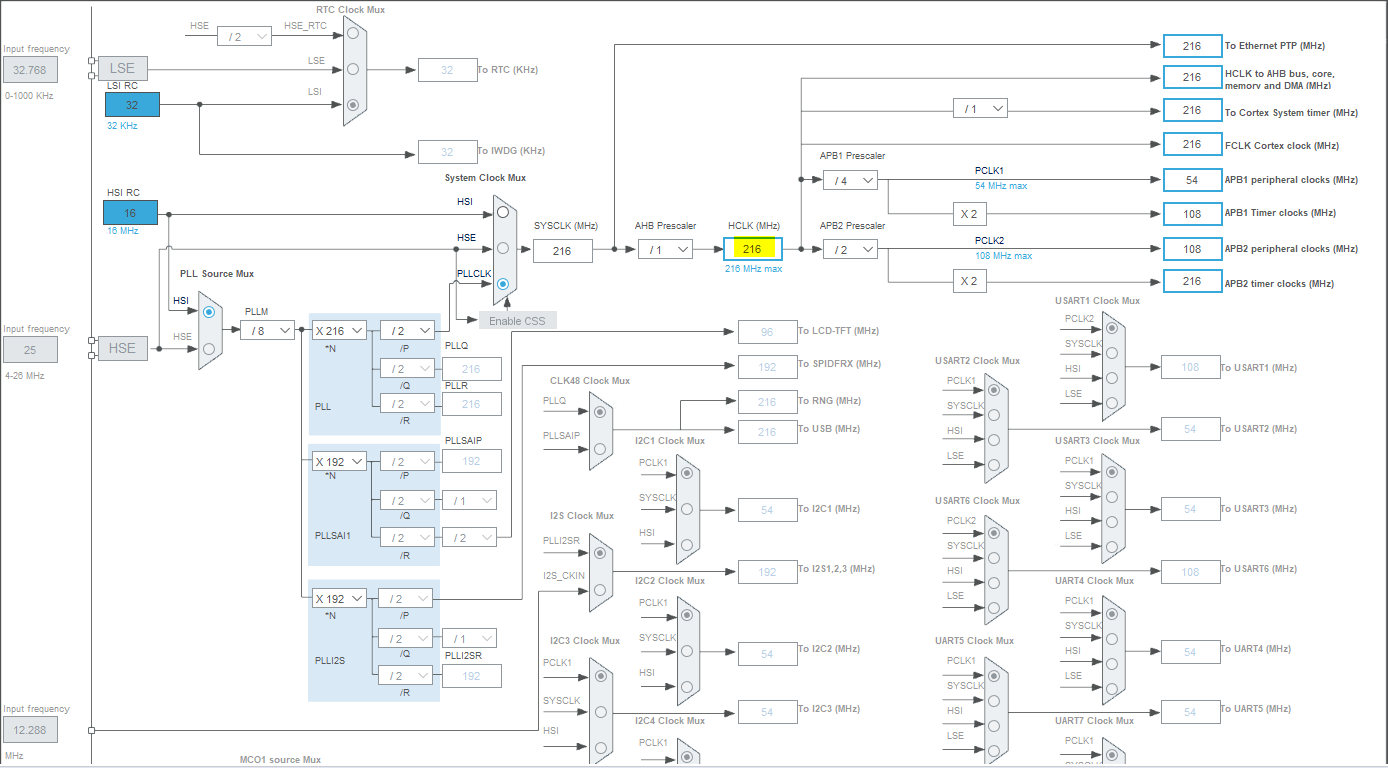 RTC Clock Mux
HSE
/ 2
HSE_RTC
Input frequency
32.768
0-1000 KHz
LSE
LSE
32
To RTC (KHz)
LSI RC
32
32 KHz
LSI
32
To IWDG (KHz)
216
To Ethernet PTP (MHz)
216
HCLK to AHB bus, core,
memory and DMA (MHz)
/ 1
216
To Cortex System timer (MHz)
216
FCLK Cortex clock (MHz)
System Clock Mux
HSI RC
16
16 MHz
HSI
HSE
PLLCLK
SYSCLK (MHz)
216
AHB Prescaler
/ 1
HCLK (MHz)
216
216 MHz max
APB1 Prescaler
/ 4
PCLK1
54 MHz max
54
APB1 peripheral clocks (MHz)
X 2
108
APB1 Timer clocks (MHz)
APB2 Prescaler
/ 2
PCLK2
108 MHz max
108
APB2 peripheral clocks (MHz)
X 2
216
APB2 timer clocks (MHz)
Enable CSS
PLL Source Mux
HSI
HSE
Input frequency
25
4-26 MHz
HSE
PLLM
/ 8
X 216
*N
/ 2
/P
PLLQ
/ 2
216
/Q
PLLR
/ 2
216
/R
PLL
PLLSAIP
X 192
*N
/ 2
192
/P
/ 2
/ 1
/Q
PLLSAI1
/ 2
/ 2
/R
X 192
*N
/ 2
/P
/ 2
/ 1
/Q
PLLI2S
PLLI2SR
/ 2
192
/R
96
To LCD-TFT (MHz)
192
To SPIDFRX (MHz)
CLK48 Clock Mux
PLLQ
PLLSAIP
216
To RNG (MHz)
216
To USB (MHz)
I2C1 Clock Mux
PCLK1
SYSCLK
HSI
54
To I2C1 (MHz)
I2S Clock Mux
PLLI2SR
I2S_CKIN
192
To I2S1,2,3 (MHz)
I2C2 Clock Mux
PCLK1
SYSCLK
HSI
54
To I2C2 (MHz)
I2C3 Clock Mux
PCLK1
SYSCLK
HSI
54
To I2C3 (MHz)
I2C4 Clock Mux
PCLK1
USART1 Clock Mux
PCLK2
SYSCLK
HSI
LSE
108
To USART1 (MHz)
USART2 Clock Mux
PCLK1
SYSCLK
HSI
LSE
54
To USART2 (MHz)
USART3 Clock Mux
PCLK1
SYSCLK
HSI
LSE
54
To USART3 (MHz)
USART6 Clock Mux
PCLK2
SYSCLK
HSI
LSE
108
To USART6 (MHz)
UART4 Clock Mux
PCLK1
SYSCLK
HSI
LSE
54
To UART4 (MHz)
UART5 Clock Mux
PCLK1
SYSCLK
HSI
LSE
54
To UART5 (MHz)
UART7 Clock Mux
PCLK1
Input frequency
12.288
MHz
MCO1 source Mux